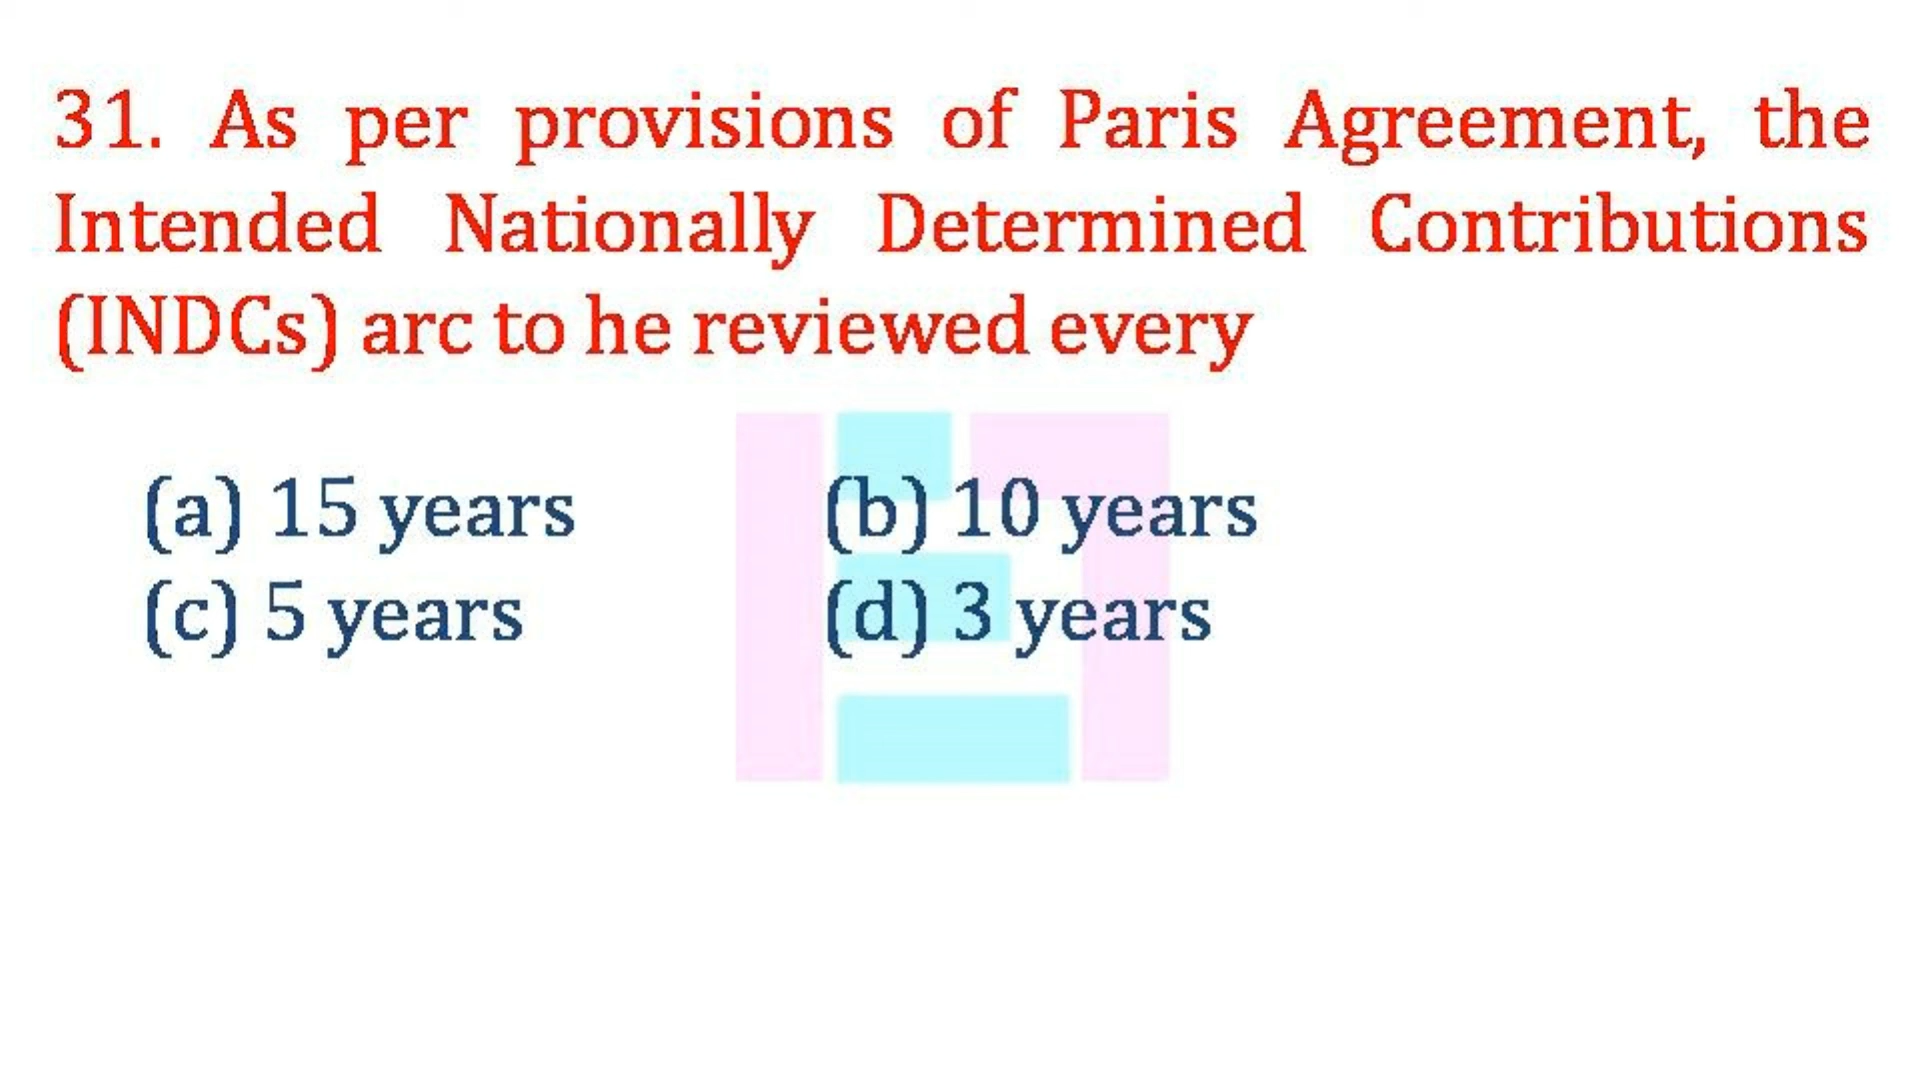 31. As per provisions of Paris Agreement, the
Intended Nationally Determined Contributions
(INDCs) arc to he reviewed every
(a) 15 years (b) 10 years
(c) 5 years (d) 3 years